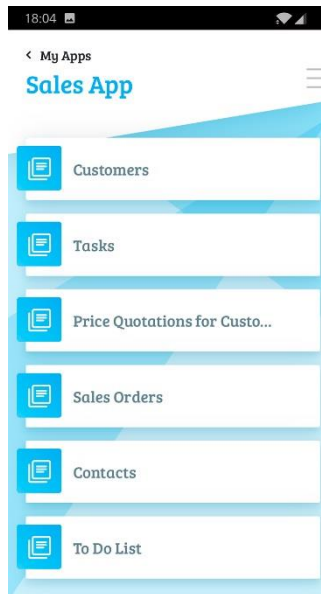 18:04
< My Apps
Sales App
Customers
Tasks
Price Quotations for Custo...
Sales Orders
Contacts
To Do List